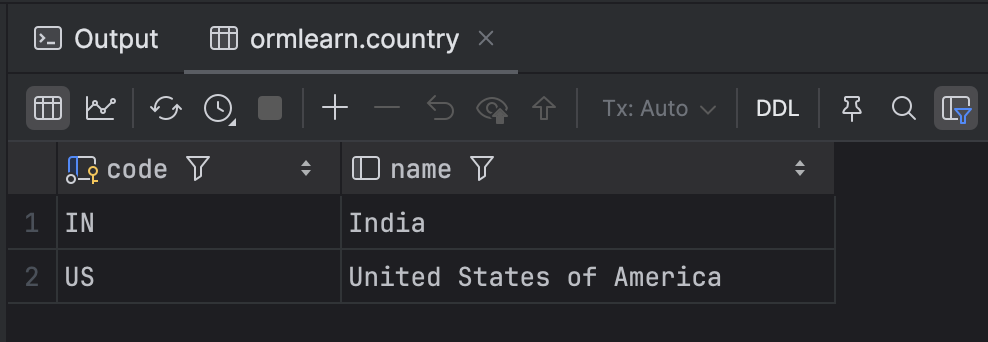 Output ormlearn.country
Tx: Auto DDL
code name
1 IN India
2 US United States of America